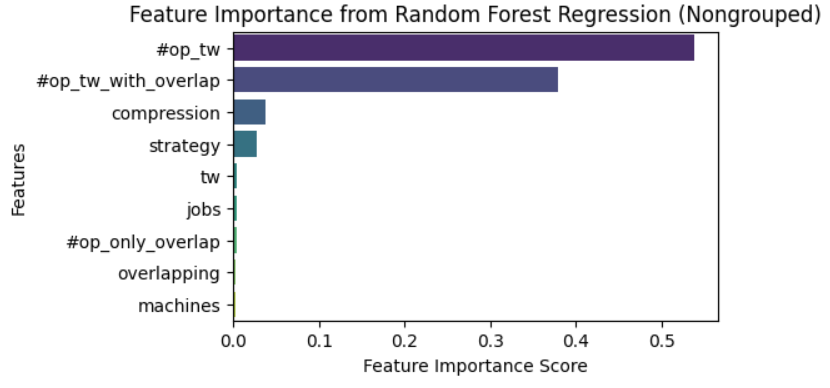 Feature Importance from Random Forest Regression (Nongrouped)
#op_tw
#op_tw_with_overlap
compression
strategy
tw
jobs
#op_only_overlap
overlapping
machines
Features
0.0 0.1 0.2 0.3 0.4 0.5
Feature Importance Score